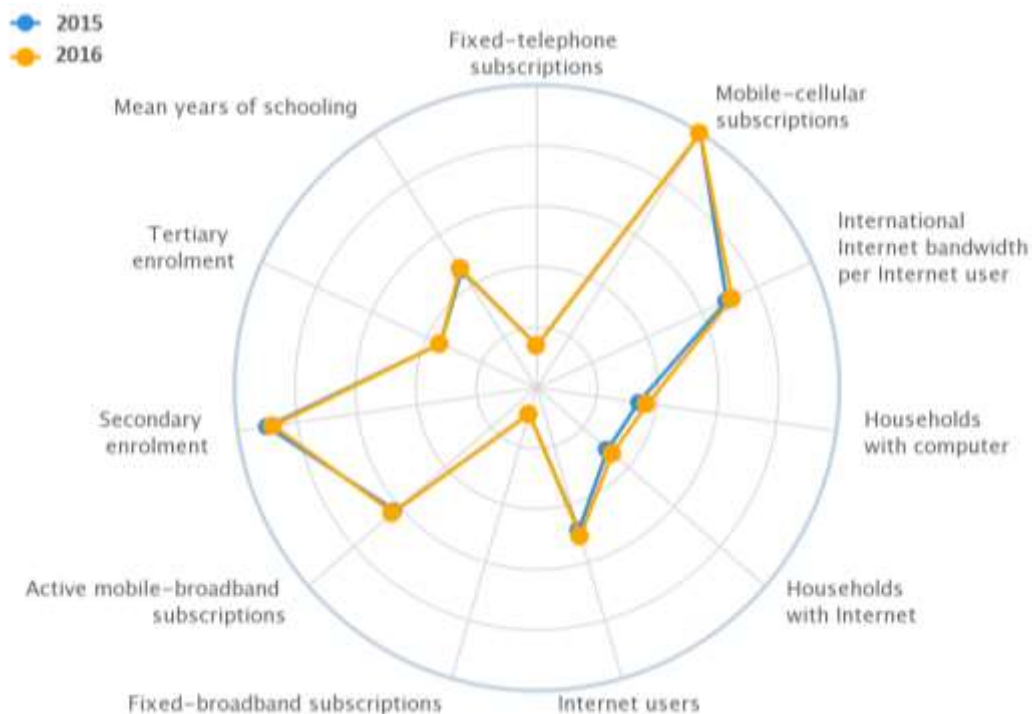 2015
2016
Fixed-telephone
subscriptions
Mobile-cellular
subscriptions
International
Internet bandwidth
per Internet user
Households
with computer
Households
with Internet
Internet users
Fixed-broadband subscriptions
Active mobile-broadband
subscriptions
Secondary
enrolment
Tertiary
enrolment
Mean years of schooling